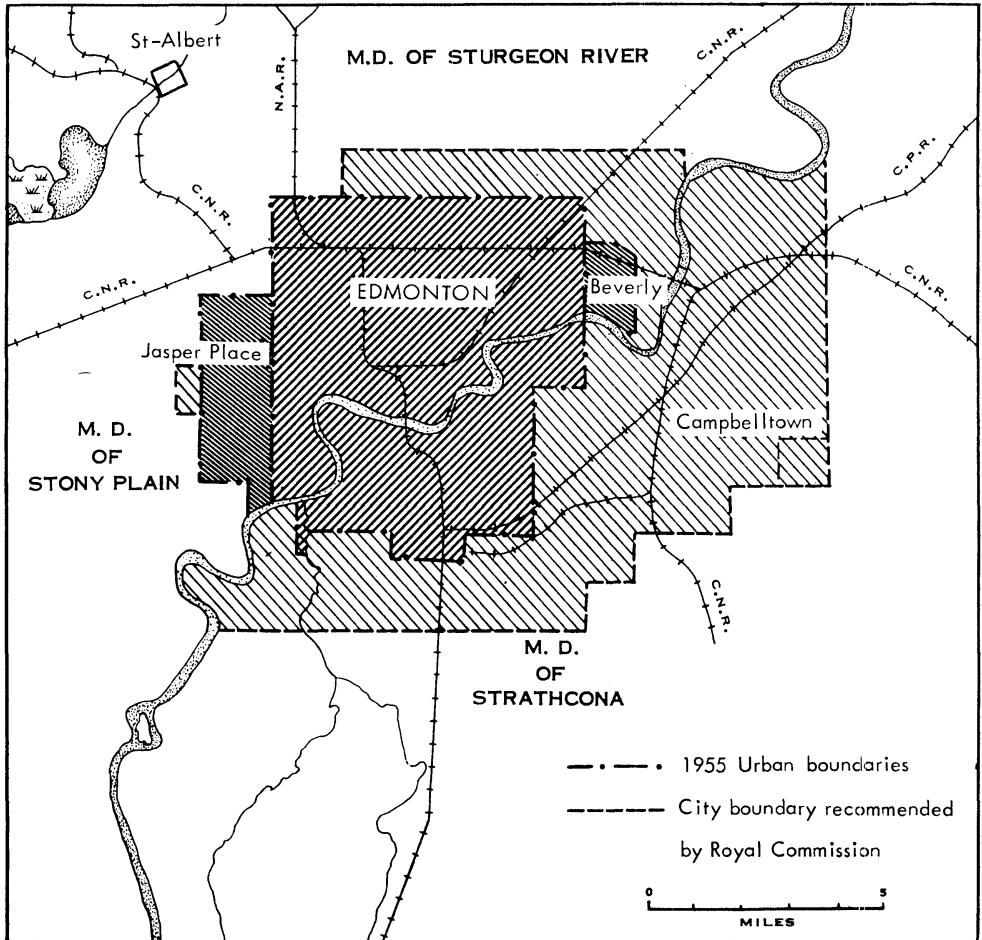 St-Albert
M.D. OF STURGEON RIVER
C.N.R.
N.A.R.
C.P.R.
C.N.R.
C.N.R.
C.N.R.
EDMONTON
Beverly
Jasper Place
Campbelltown
M. D.
OF
STONY PLAIN
C.N.R.
M. D.
OF
STRATHCONA
1955 Urban boundaries
City boundary recommended
by Royal Commission
0 5
MILES